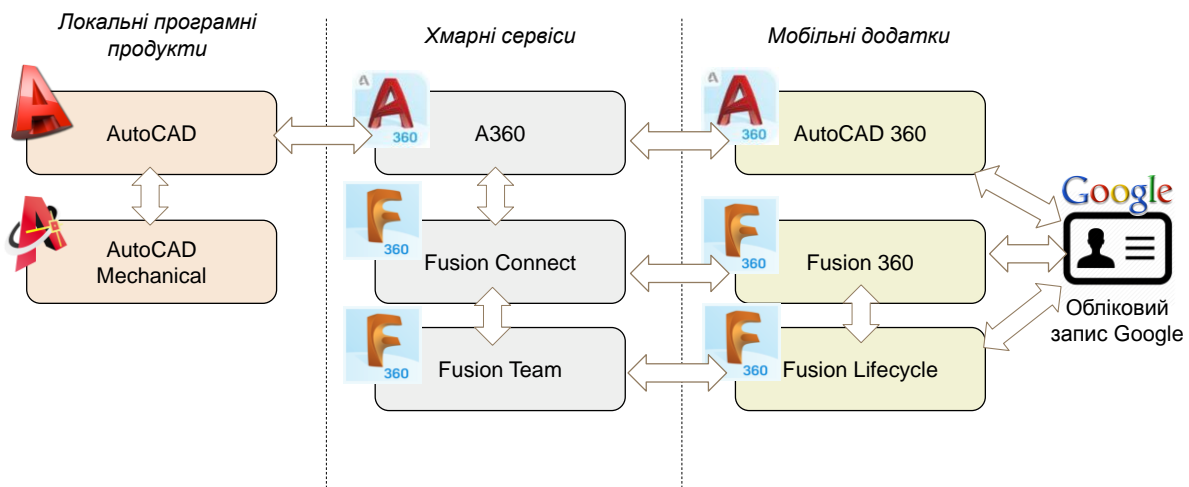 Локальні програмні
продукти
Хмарні сервіси
Мобільні додатки
AutoCAD
A
360
A360
A
360
AutoCAD 360
AutoCAD
Mechanical
360
Fusion Connect
360
Fusion 360
Google
Обліковий
запис Google
360
Fusion Team
360
Fusion Lifecycle